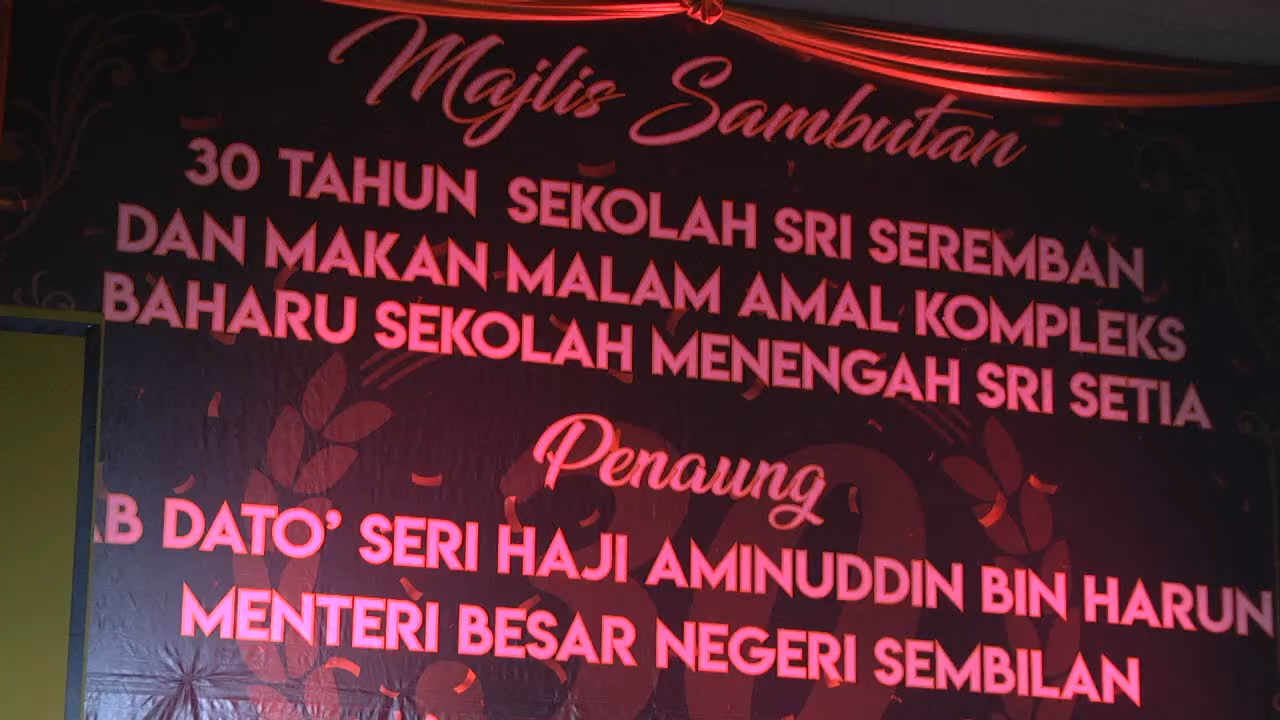 Majlis Sambutan
30 TAHUN SEKOLAH SRI SEREMBAN
DAN MAKAN MALAM AMAL KOMPLEKS
BAHARU SEKOLAH MENENGAH SRI SETIA
Penaung
DATO' SERI HAJI AMINUDDIN BIN HARUN
MENTERI BESAR NEGERI SEMBILAN
30